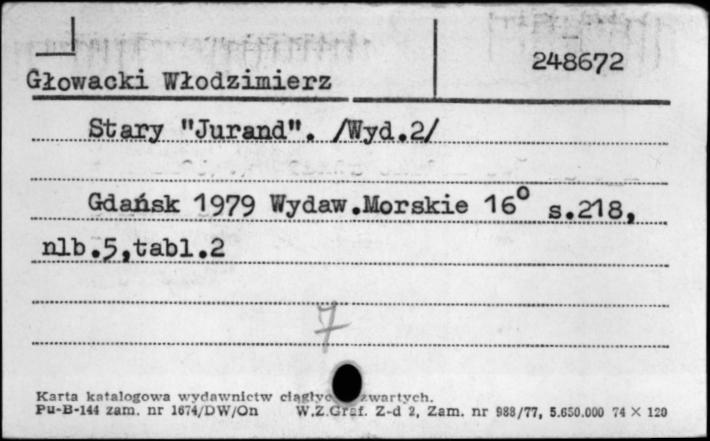 248672
Głowacki Włodzimierz
Stary "Jurand". /Wyd.2/
Gdańsk 1979 Wydaw.Morskie 16° s.218,
nlb.5,tabl.2
7
Karta katalogowa wydawnictw zwartych.
Pu-B-144 zam. nr 1674/DW/On W.Z.Graf. Z-d 2, Zam. nr 988/77, 5.650.000 74 × 120